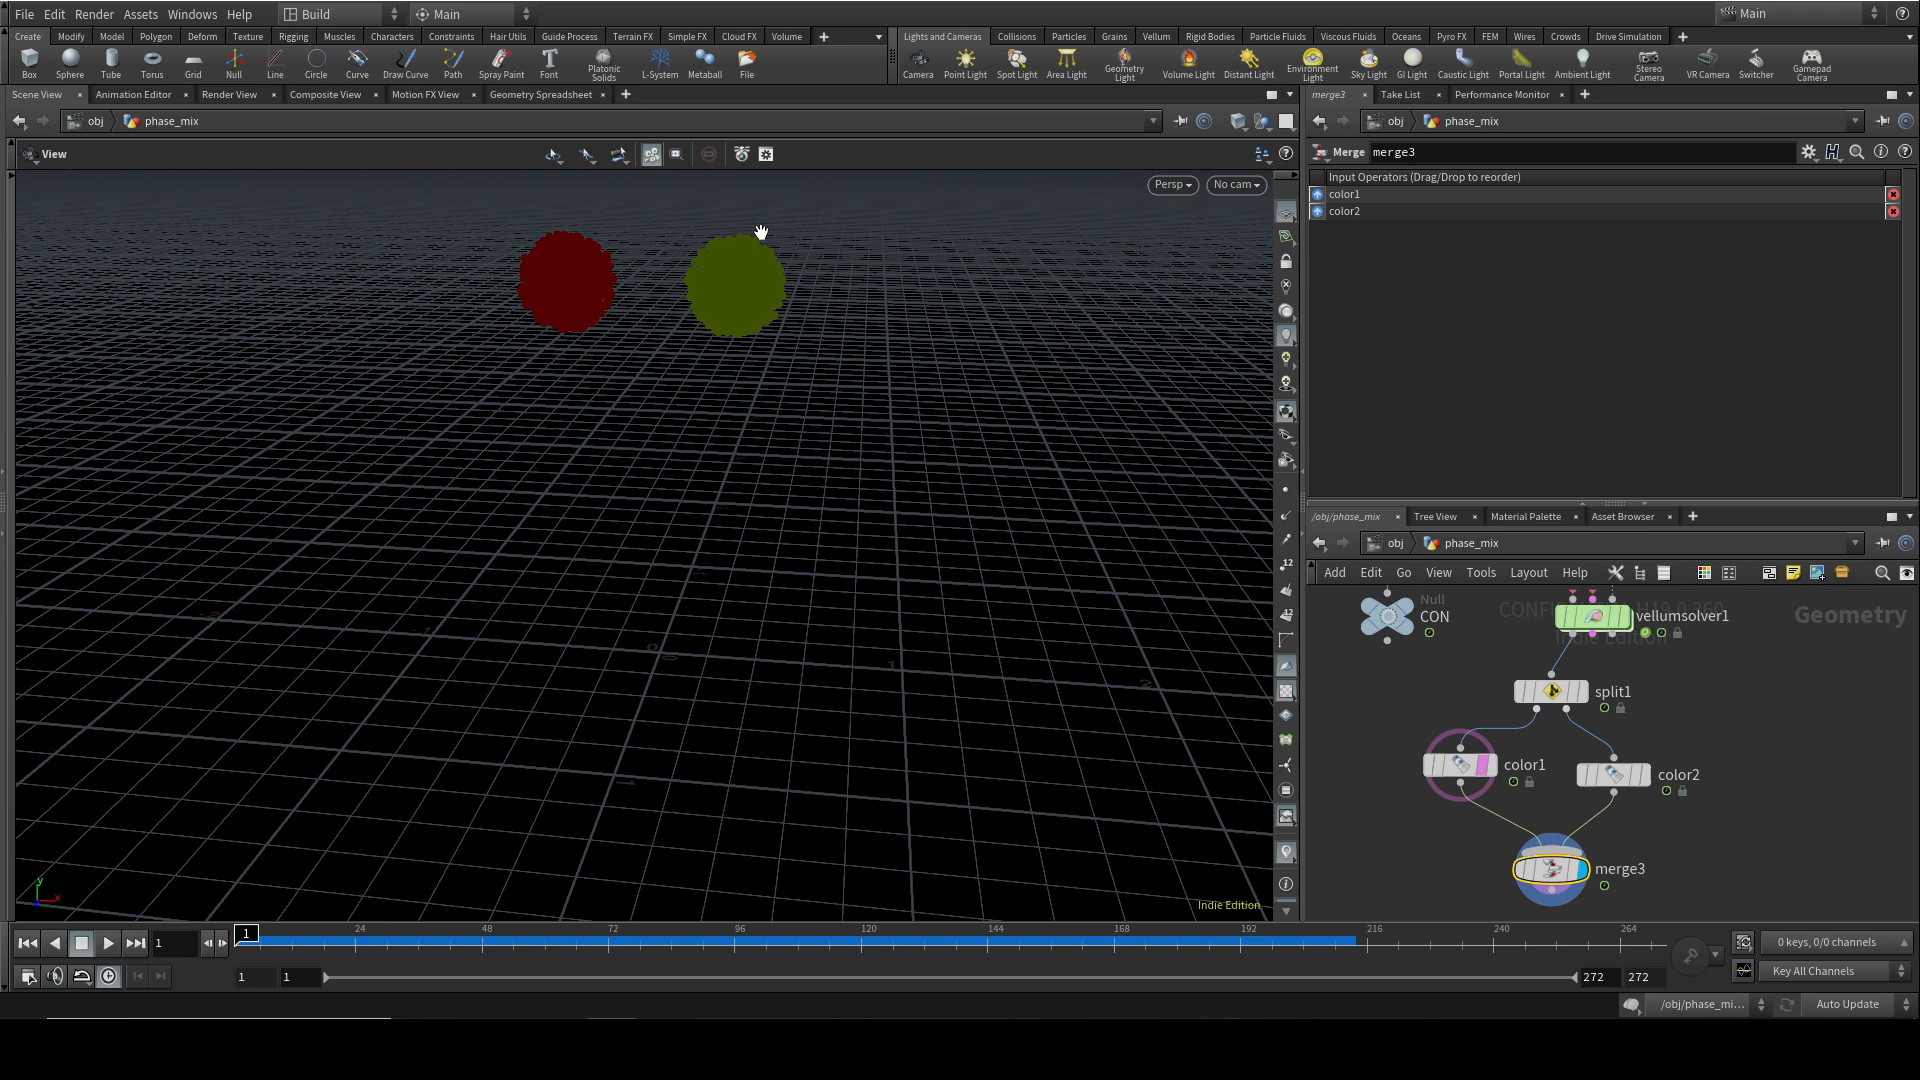 File Edit Render Assets Windows Help Build Main Main
Create Modify Model Polygon Deform Texture Rigging Muscles Characters Constraints Hair Utils Guide Process Terrain FX Simple FX Cloud FX Volume
Lights and Cameras Collisions Particles Grains Vellum Rigid Bodies Particle Fluids Viscous Fluids Oceans Pyro FX FEM Wires Crowds Drive Simulation
Box Sphere Tube Torus Grid Null Line Circle Curve Draw Curve Path Spray Paint Font Platonic Solids L-System Metaball File
Camera Point Light Spot Light Area Light Geometry Light Volume Light Distant Light Environment Light Sky Light GI Light Caustic Light Portal Light Ambient Light Stereo Camera VR Camera Switcher Gamepad Camera
Scene View Animation Editor Render View Composite View Motion FX View Geometry Spreadsheet
merge3 Take List Performance Monitor
obj phase_mix
obj phase_mix
View
Merge merge3
Persp No cam
Input Operators (Drag/Drop to reorder)
color1
color2
/obj/phase_mix Tree View Material Palette Asset Browser
obj phase_mix
Add Edit Go View Tools Layout Help
Null
CON
vellumsolver1
Geometry
Indie Edition
split1
color1
color2
merge3
Indie Edition
1 1 24 48 72 96 120 144 168 192 216 240 264
0 keys, 0/0 channels
1 1 272 272
Key All Channels
/obj/phase_mi... Auto Update